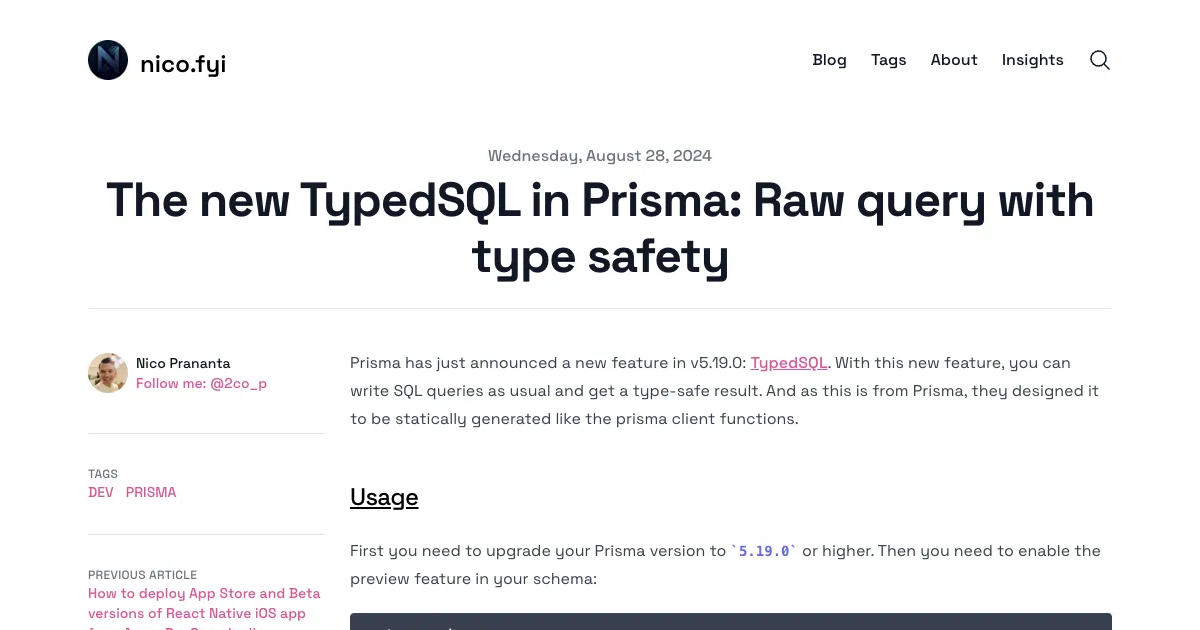 nico.fyi
Blog Tags About Insights
Wednesday, August 28, 2024
The new TypedSQL in Prisma: Raw query with
type safety
Nico Prananta
Follow me: @2co_p
TAGS
DEV PRISMA
PREVIOUS ARTICLE
How to deploy App Store and Beta
versions of React Native iOS app
Prisma has just announced a new feature in v5.19.0: TypedSQL. With this new feature, you can
write SQL queries as usual and get a type-safe result. And as this is from Prisma, they designed it
to be statically generated like the prisma client functions.
Usage
First you need to upgrade your Prisma version to `5.19.0` or higher. Then you need to enable the
preview feature in your schema: